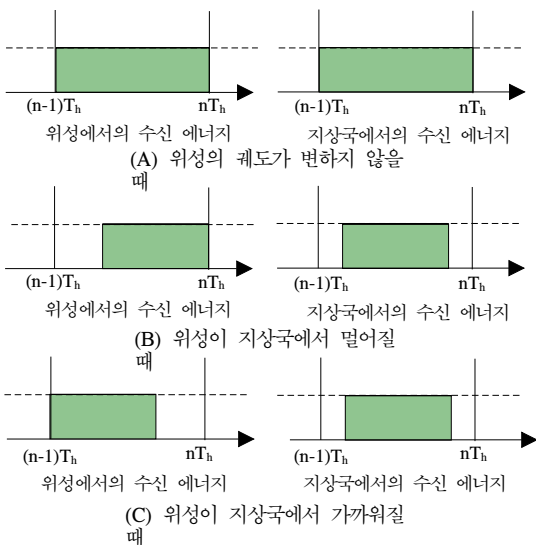 (n-1)Tₕ nTₕ (n-1)Tₕ nTₕ
위성에서의 수신 에너지 지상국에서의 수신 에너지
(A) 위성의 궤도가 변하지 않을
때
(n-1)Tₕ nTₕ (n-1)Tₕ nTₕ
위성에서의 수신 에너지 지상국에서의 수신 에너지
(B) 위성이 지상국에서 멀어질
때
(n-1)Tₕ nTₕ (n-1)Tₕ nTₕ
위성에서의 수신 에너지 지상국에서의 수신 에너지
(C) 위성이 지상국에서 가까워질
때